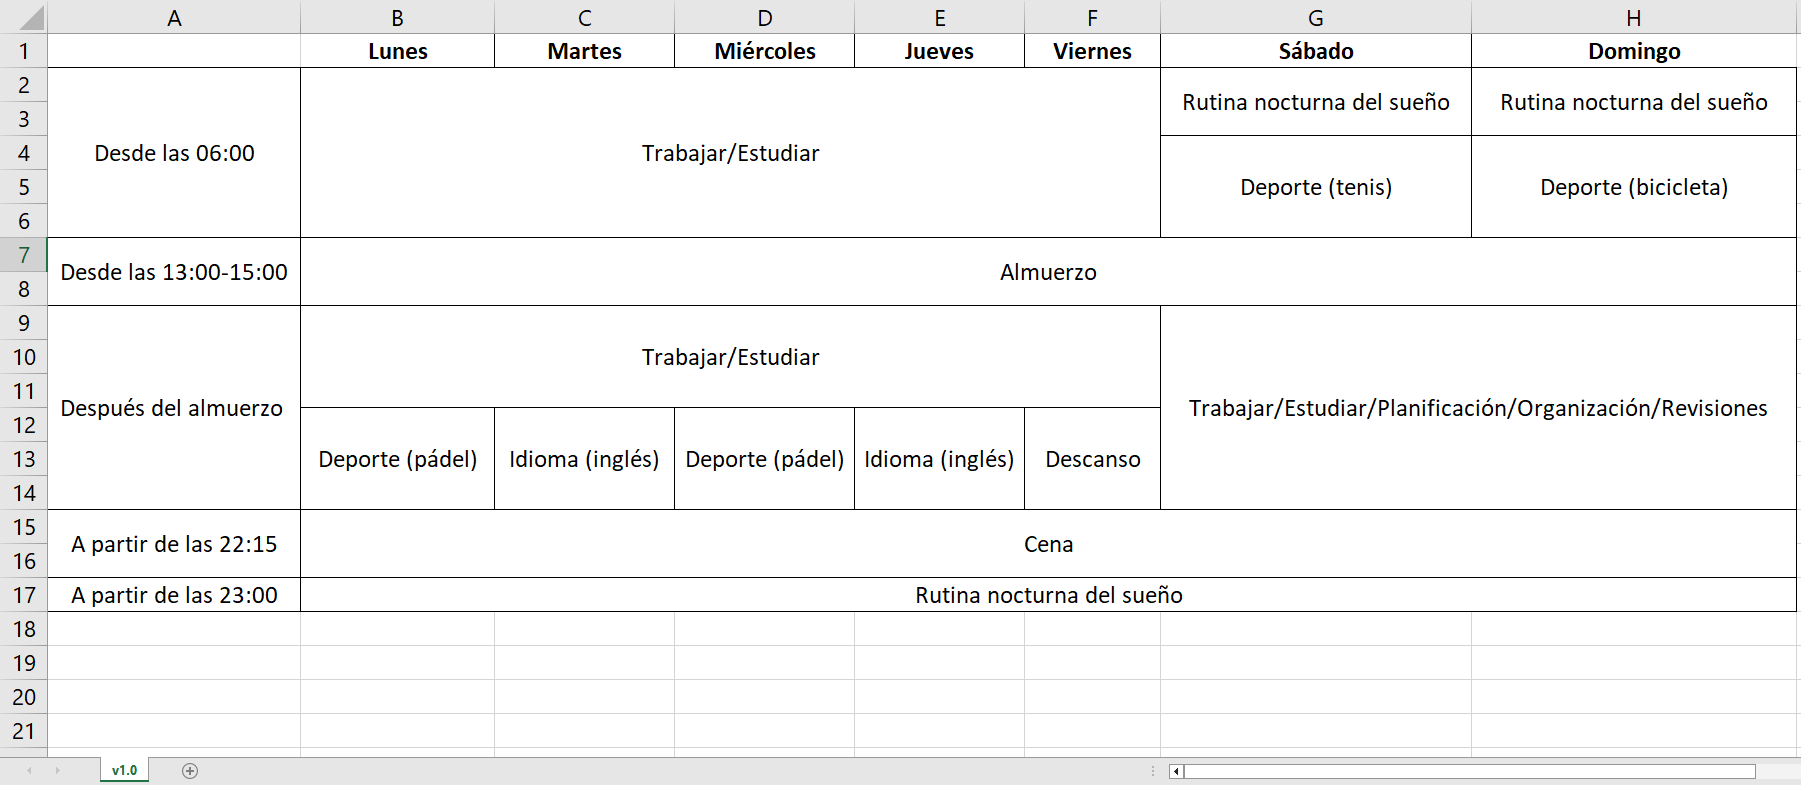 A B C D E F G H
1 Lunes Martes Miércoles Jueves Viernes Sábado Domingo
2
Rutina nocturna del sueño Rutina nocturna del sueño
3
4 Desde las 06:00 Trabajar/Estudiar
5 Deporte (tenis) Deporte (bicicleta)
6
7
Desde las 13:00-15:00 Almuerzo
8
9
10 Trabajar/Estudiar
11
Después del almuerzo Trabajar/Estudiar/Planificación/Organización/Revisiones
12
13 Deporte (pádel) Idioma (inglés) Deporte (pádel) Idioma (inglés) Descanso
14
15
A partir de las 22:15 Cena
16
17 A partir de las 23:00 Rutina nocturna del sueño
18
19
20
21
v1.0